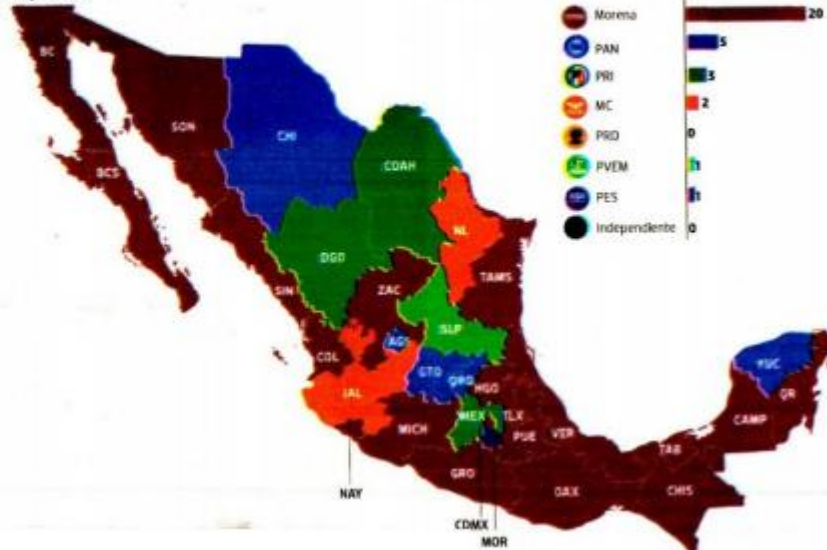 Morena 20
PAN 5
PRI 3
MC 2
PRD 0
PVEM 1
PES 1
Independiente 0
BC
SON
CHI
COAH
BCS
NL
DGO
SIN
ZAC
TAMS
SLP
COL
AGS
GTO
QRO
HGO
YUC
QR
JAL
MEX
TLX
MICH
PUE
VER
CAMP
TAB
GRO
OAX
CHIS
NAY
CDMX
MOR